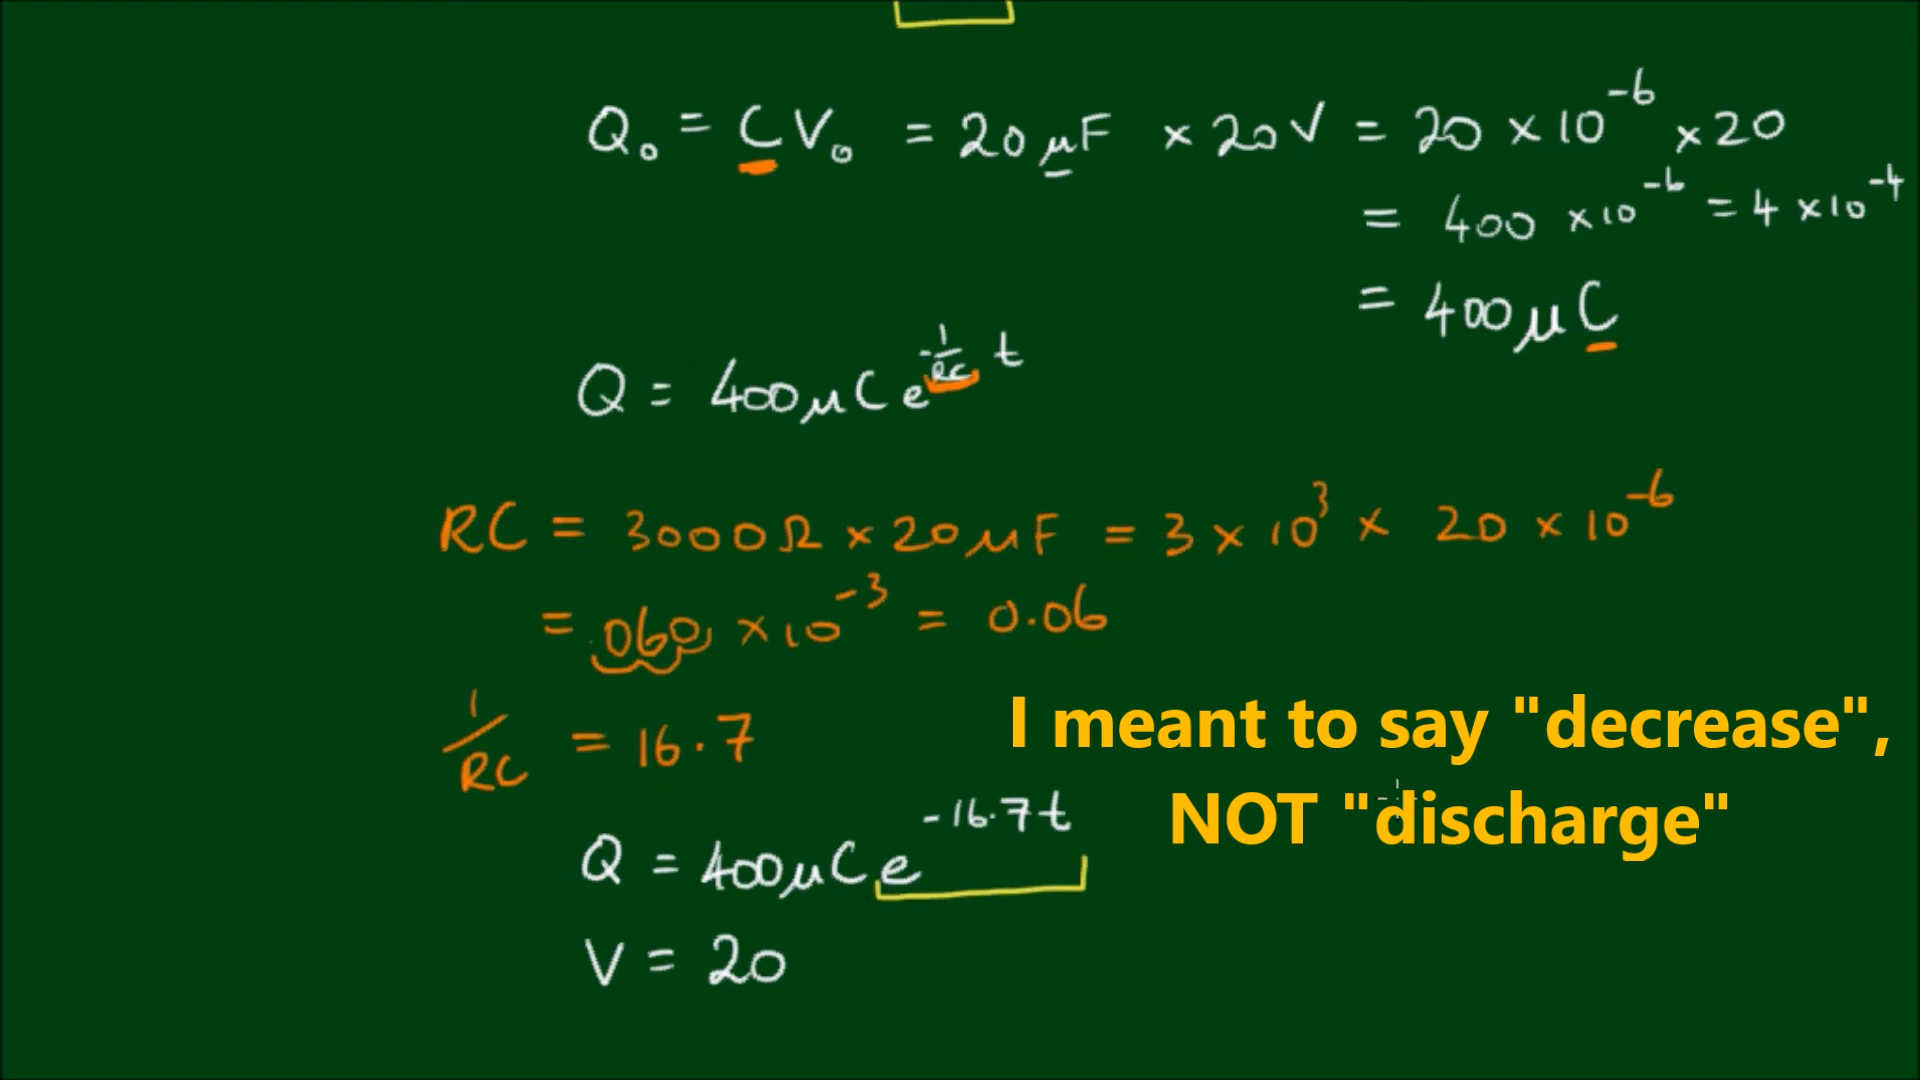 Q₀ = CV₀ = 20μF × 20V = 20 × 10⁻⁶ × 20
= 400 × 10⁻⁶ = 4 × 10⁻⁴
= 400μC
Q = 400μC e^(-1/RC t)
RC = 3000Ω × 20μF = 3 × 10³ × 20 × 10⁻⁶
= .060, × 10⁻³ = 0.06
1/RC = 16.7
I meant to say "decrease",
NOT "discharge"
Q = 400μC e^(-16.7t)
V = 20